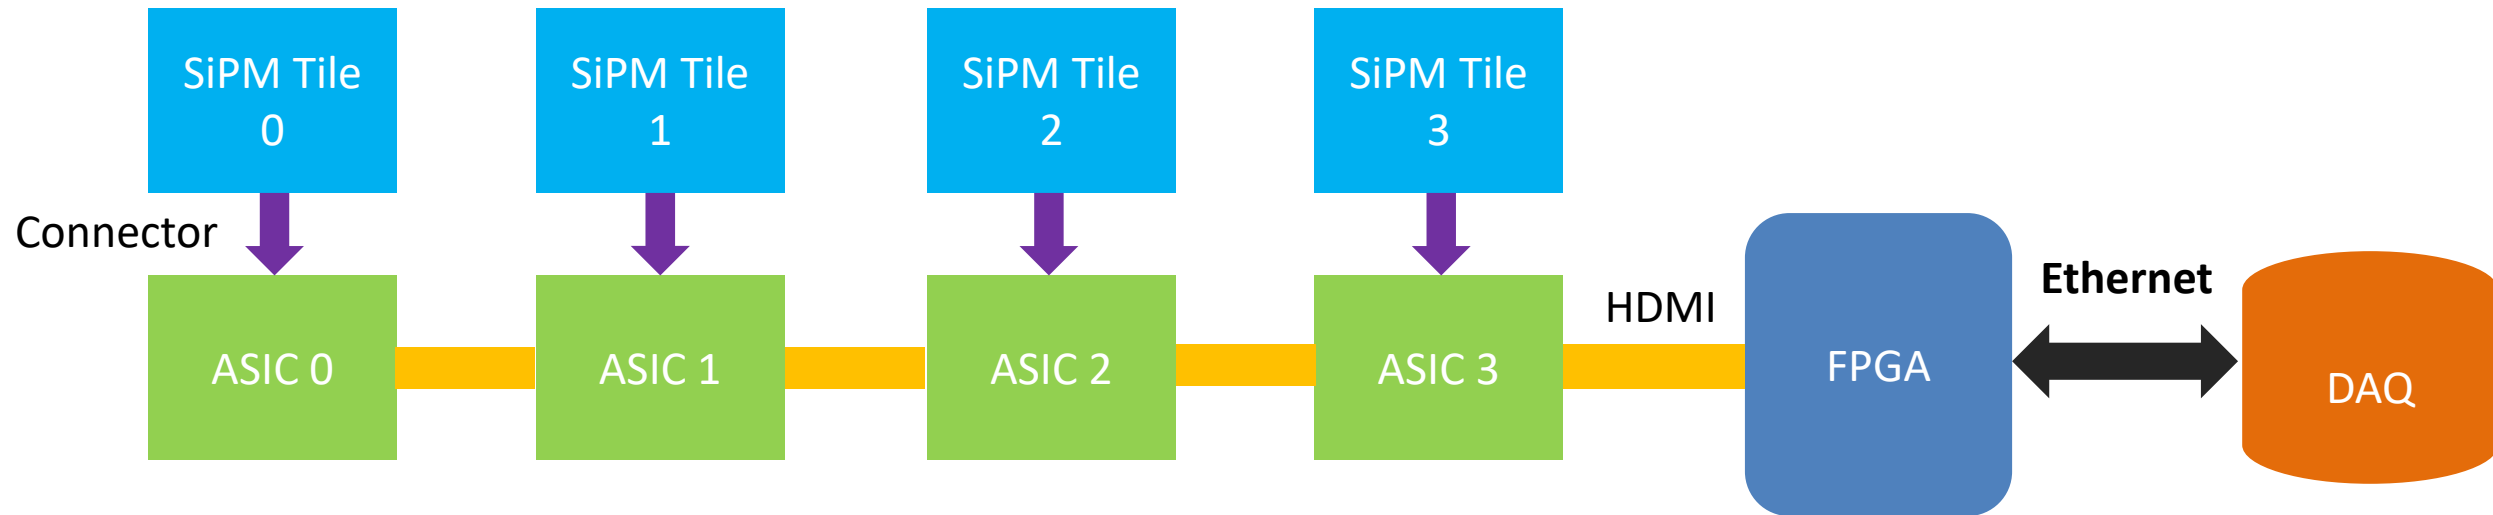 SiPM Tile
0
SiPM Tile
1
SiPM Tile
2
SiPM Tile
3
Connector
ASIC 0
ASIC 1
ASIC 2
ASIC 3
HDMI
FPGA
Ethernet
DAQ